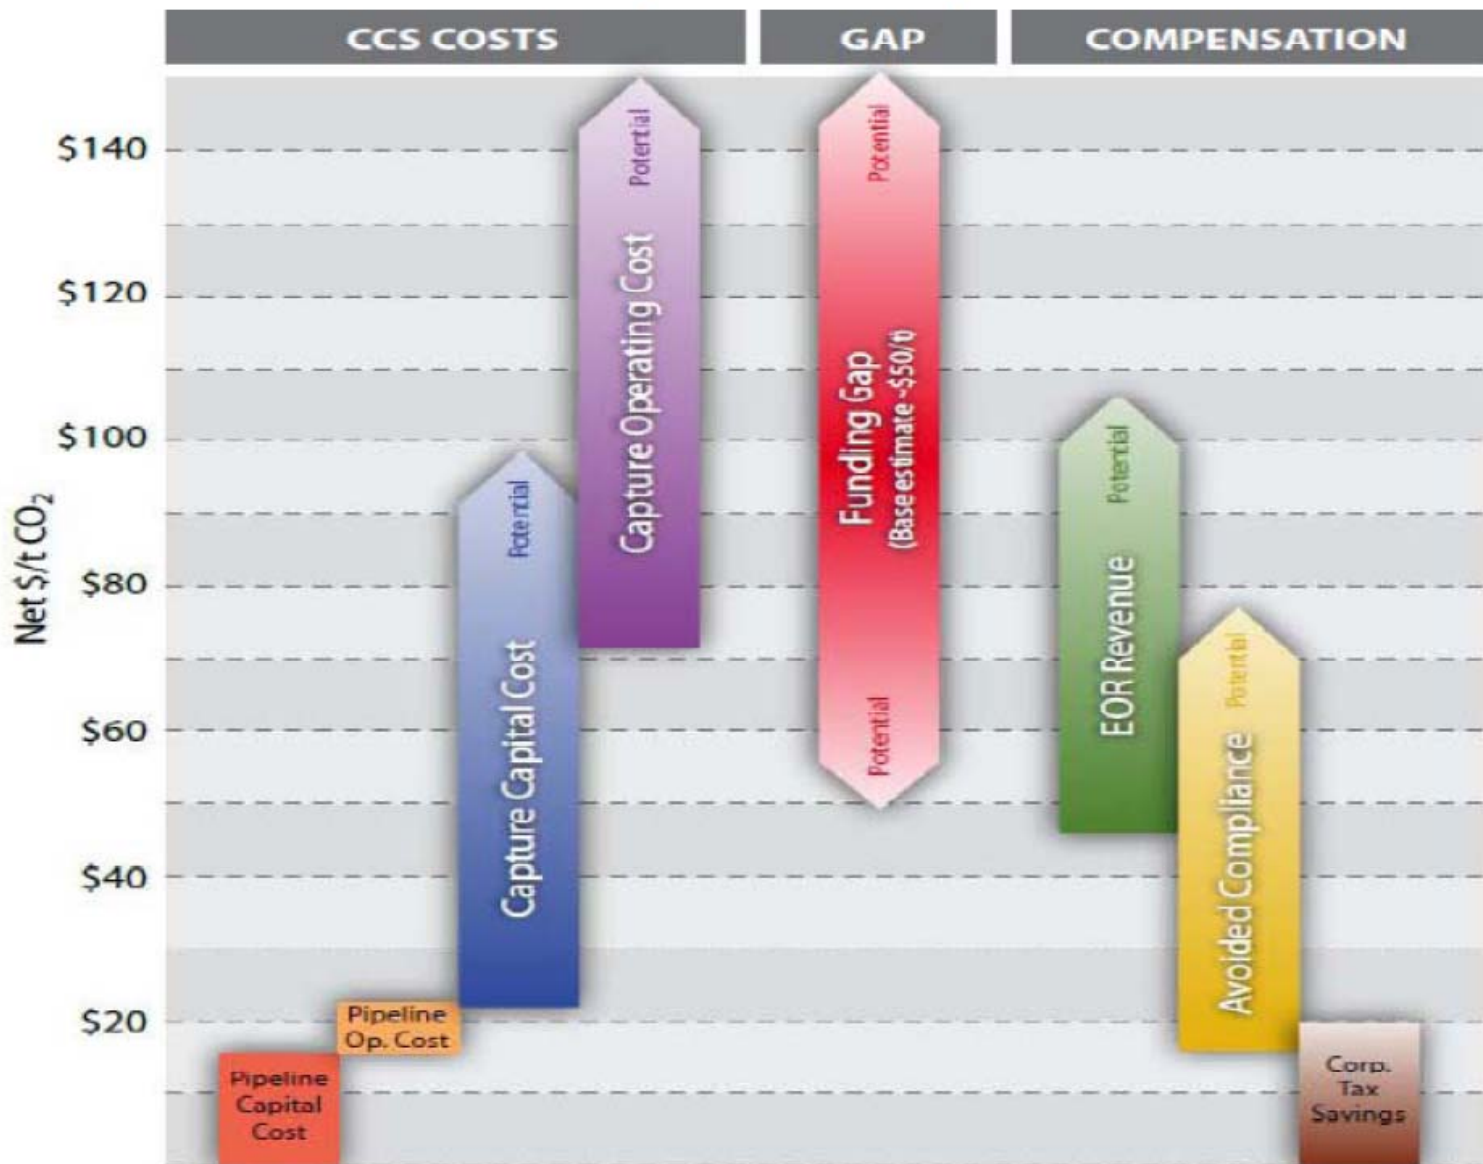 CCS COSTS
GAP
COMPENSATION
$140
$120
$100
$80
$60
$40
$20
Net $/t CO₂
Pipeline
Capital
Cost
Pipeline
Op. Cost
Potential
Capture Capital Cost
Potential
Capture Operating Cost
Potential
Funding Gap
(Base estimate ~$50/t)
Potential
Potential
EOR Revenue
Potential
Avoided Compliance
Corp.
Tax
Savings